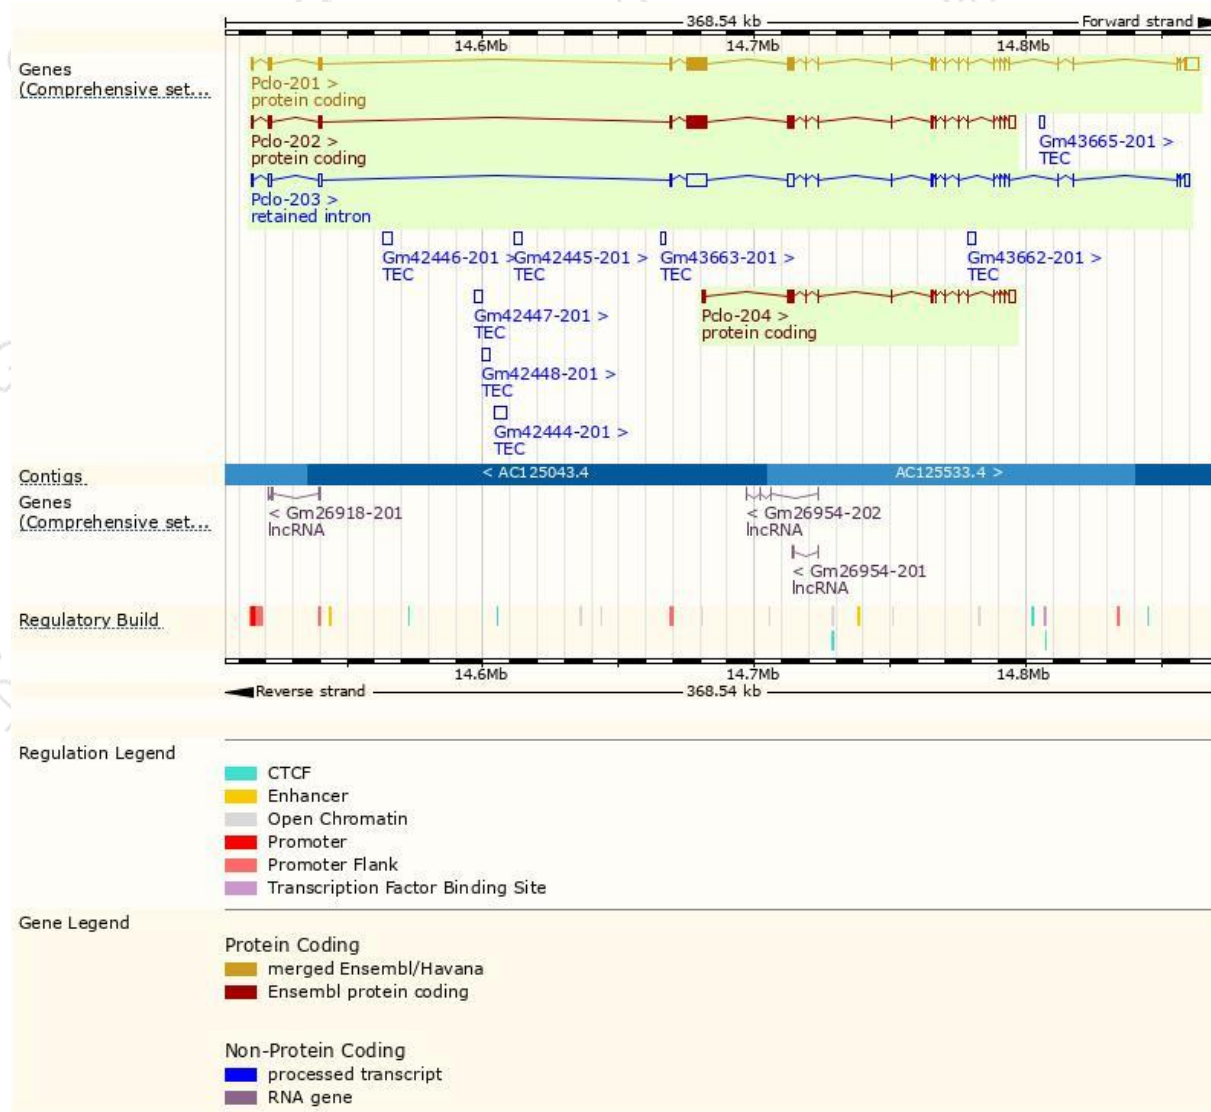 368.54 kb Forward strand
14.6Mb 14.7Mb 14.8Mb
Genes
(Comprehensive set...
Pclo-201 >
protein coding
Pclo-202 >
protein coding
Gm43665-201 >
TEC
Pclo-203 >
retained intron
Gm42446-201 > Gm42445-201 > Gm43663-201 > Gm43662-201 >
TEC TEC TEC TEC
Gm42447-201 > Pclo-204 >
TEC protein coding
Gm42448-201 >
TEC
Gm42444-201 >
TEC
Contigs < AC125043.4 AC125533.4 >
Genes
(Comprehensive set...
< Gm26918-201 < Gm26954-202
lncRNA lncRNA
< Gm26954-201
lncRNA
Regulatory Build
14.6Mb 14.7Mb 14.8Mb
Reverse strand 368.54 kb
Regulation Legend
CTCF
Enhancer
Open Chromatin
Promoter
Promoter Flank
Transcription Factor Binding Site
Gene Legend
Protein Coding
merged Ensembl/Havana
Ensembl protein coding
Non-Protein Coding
processed transcript
RNA gene